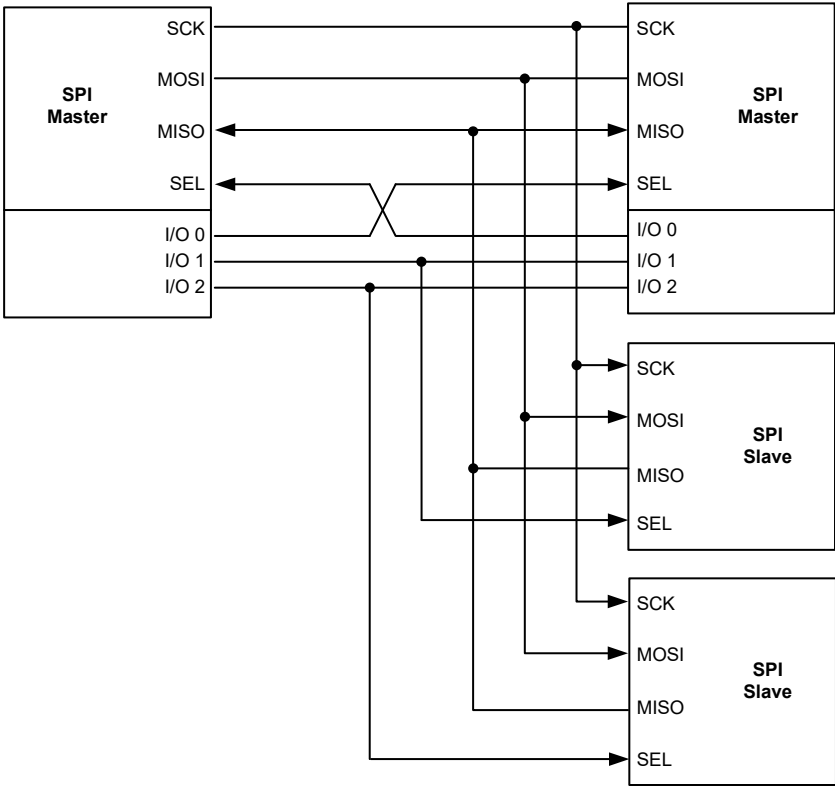 SCK
MOSI
SPI
Master
MISO
SEL
I/O 0
I/O 1
I/O 2
SCK
MOSI
SPI
Master
MISO
SEL
I/O 0
I/O 1
I/O 2
SCK
MOSI
SPI
Slave
MISO
SEL
SCK
MOSI
SPI
Slave
MISO
SEL